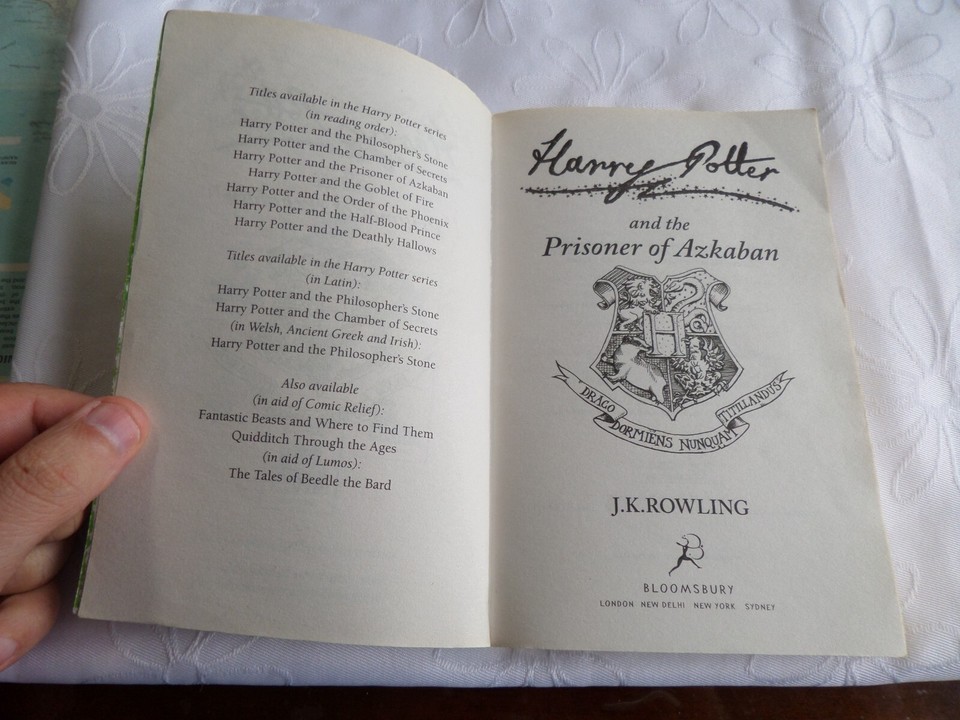 Titles available in the Harry Potter series
(in reading order):
Harry Potter and the Philosopher's Stone
Harry Potter and the Chamber of Secrets
Harry Potter and the Prisoner of Azkaban
Harry Potter and the Goblet of Fire
Harry Potter and the Order of the Phoenix
Harry Potter and the Half-Blood Prince
Harry Potter and the Deathly Hallows
Titles available in the Harry Potter series
(in Latin):
Harry Potter and the Philosopher's Stone
Harry Potter and the Chamber of Secrets
(in Welsh, Ancient Greek and Irish):
Harry Potter and the Philosopher's Stone
Also available
(in aid of Comic Relief):
Fantastic Beasts and Where to Find Them
Quidditch Through the Ages
(in aid of Lumos):
The Tales of Beedle the Bard
Harry Potter
and the
Prisoner of Azkaban
H
DRACO DORMIENS NUNQUAM TITILLANDUS
J.K.ROWLING
BLOOMSBURY
LONDON NEW DELHI NEW YORK SYDNEY